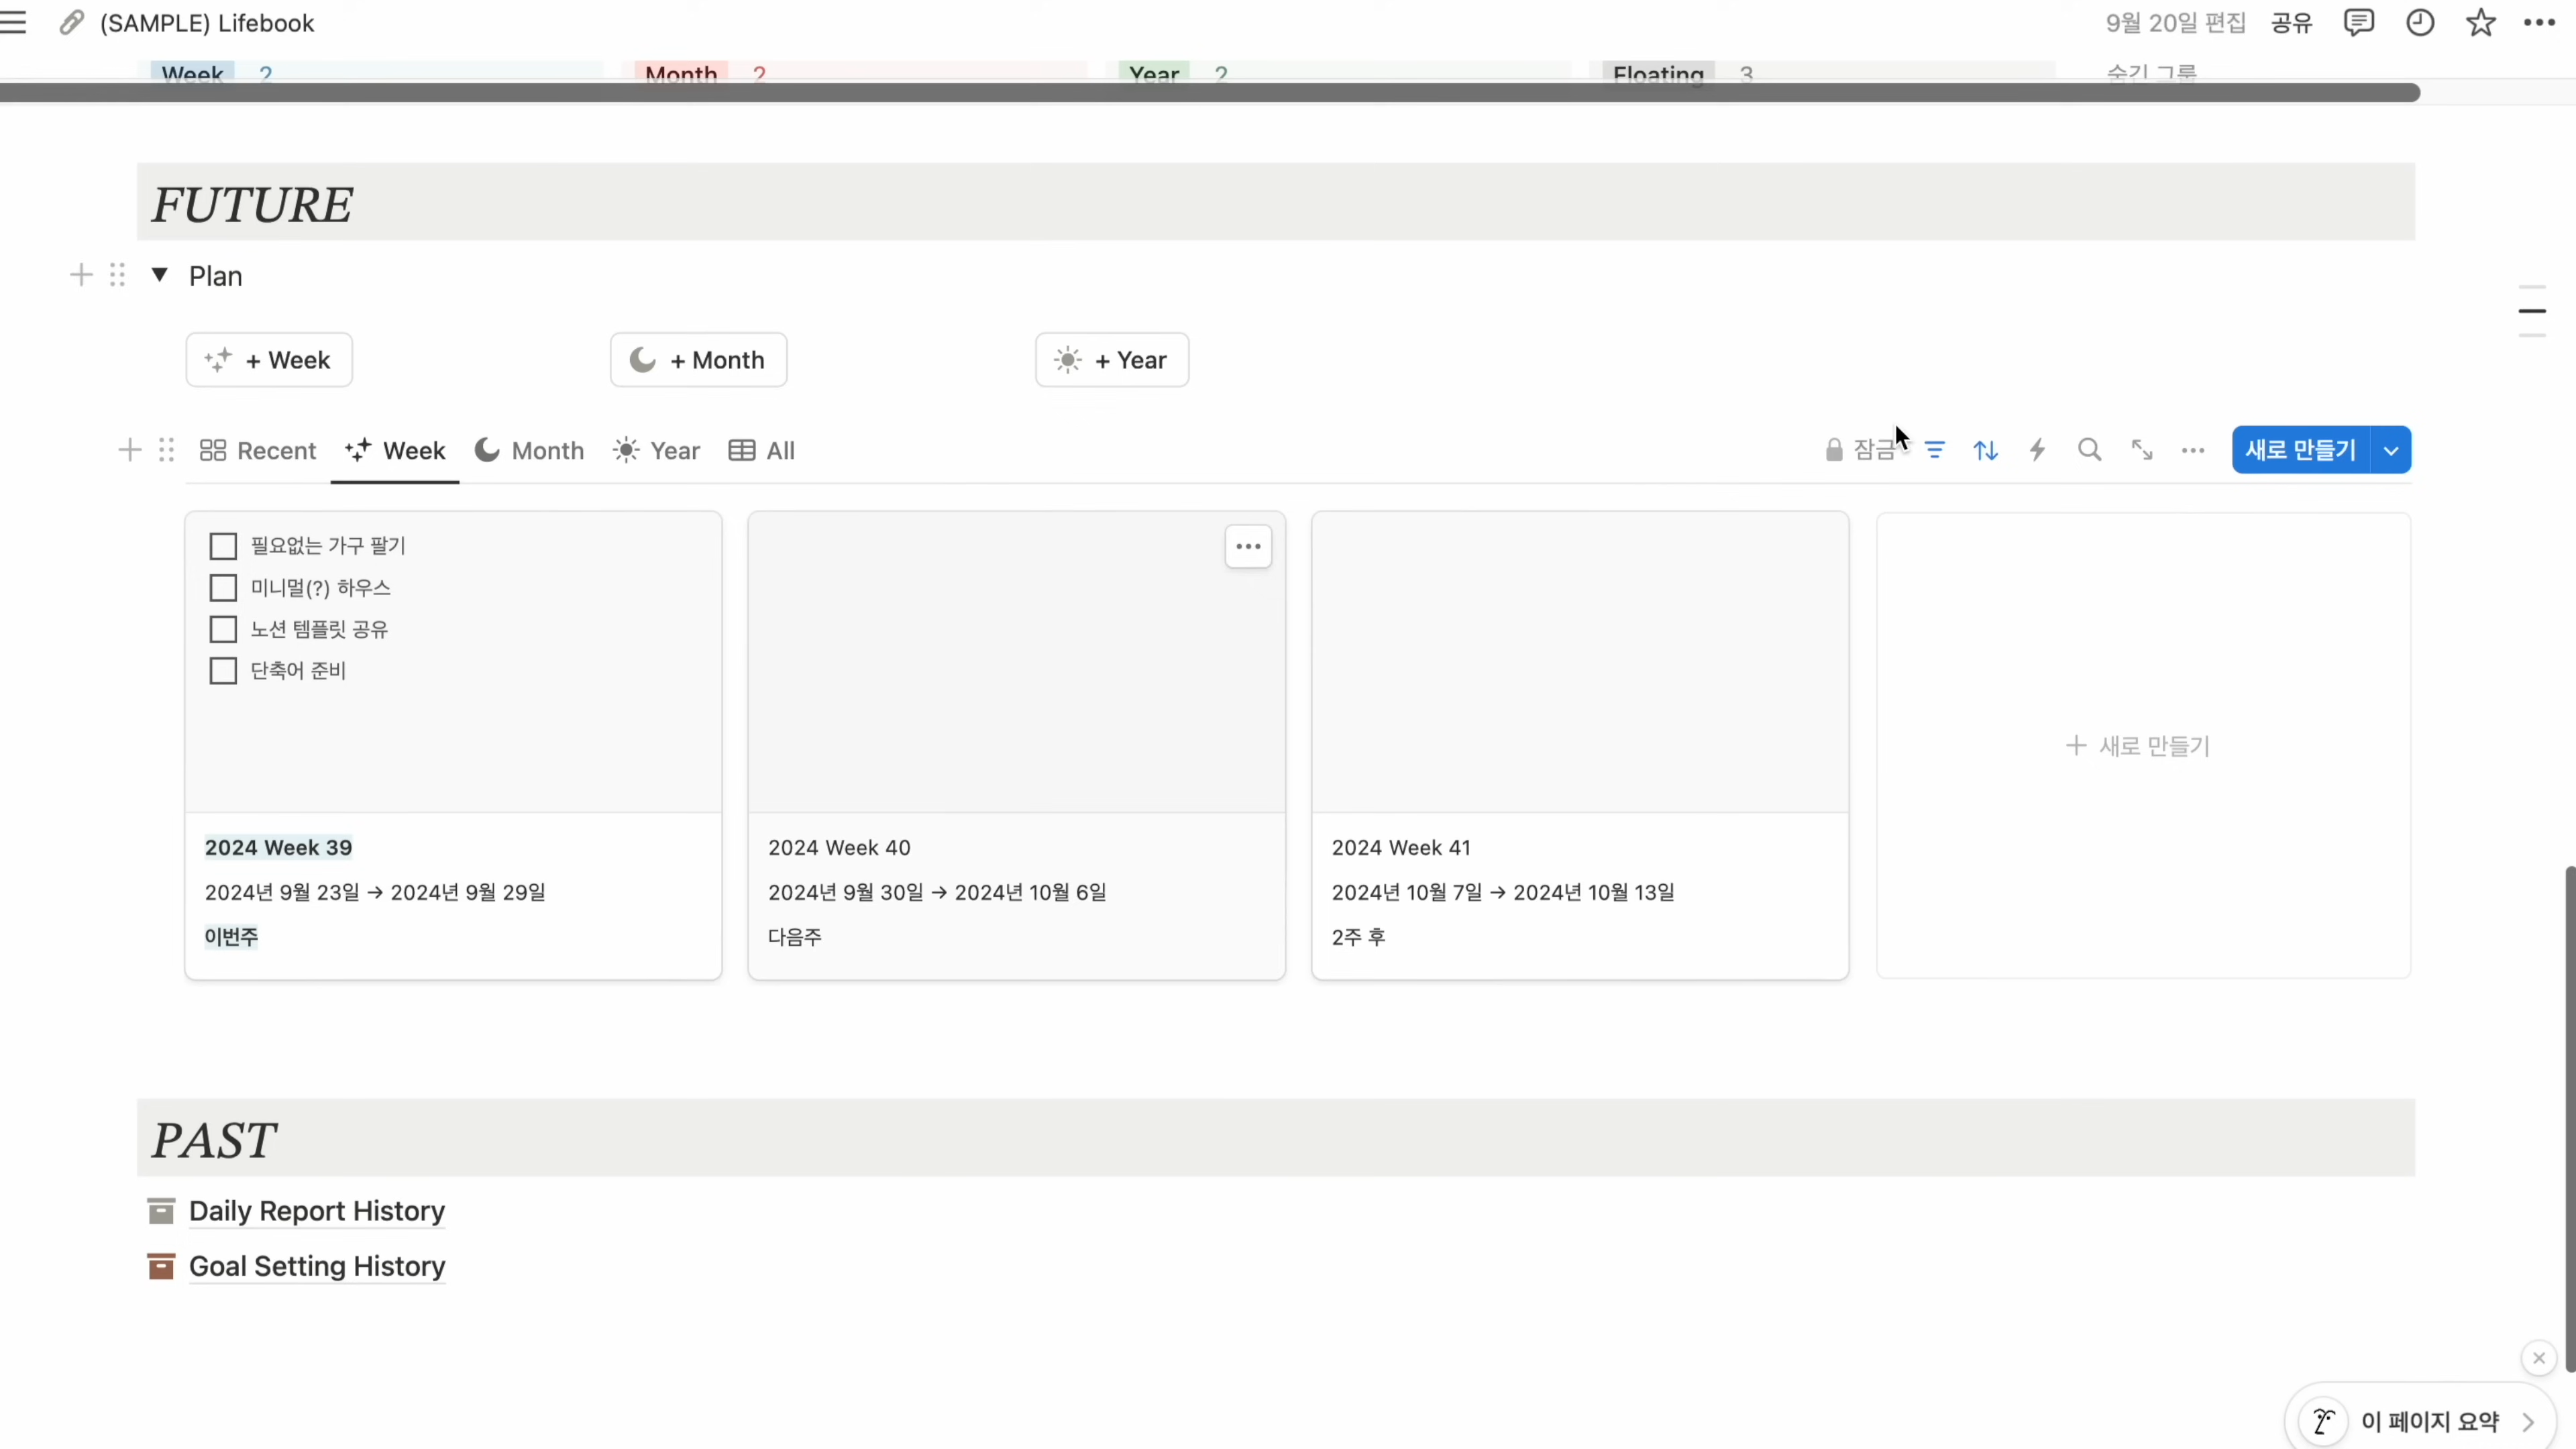 (SAMPLE) Lifebook
9월 20일 편집 공유
Week 2 Month 2 Year 2 Floating 3 숨긴 그룹
FUTURE
Plan
+ Week
+ Month
+ Year
Recent Week Month Year All
잠금
새로 만들기
필요없는 가구 팔기
미니멀(?) 하우스
노션 템플릿 공유
단축어 준비
2024 Week 39
2024년 9월 23일 → 2024년 9월 29일
이번주
2024 Week 40
2024년 9월 30일 → 2024년 10월 6일
다음주
2024 Week 41
2024년 10월 7일 → 2024년 10월 13일
2주 후
+ 새로 만들기
PAST
Daily Report History
Goal Setting History
이 페이지 요약